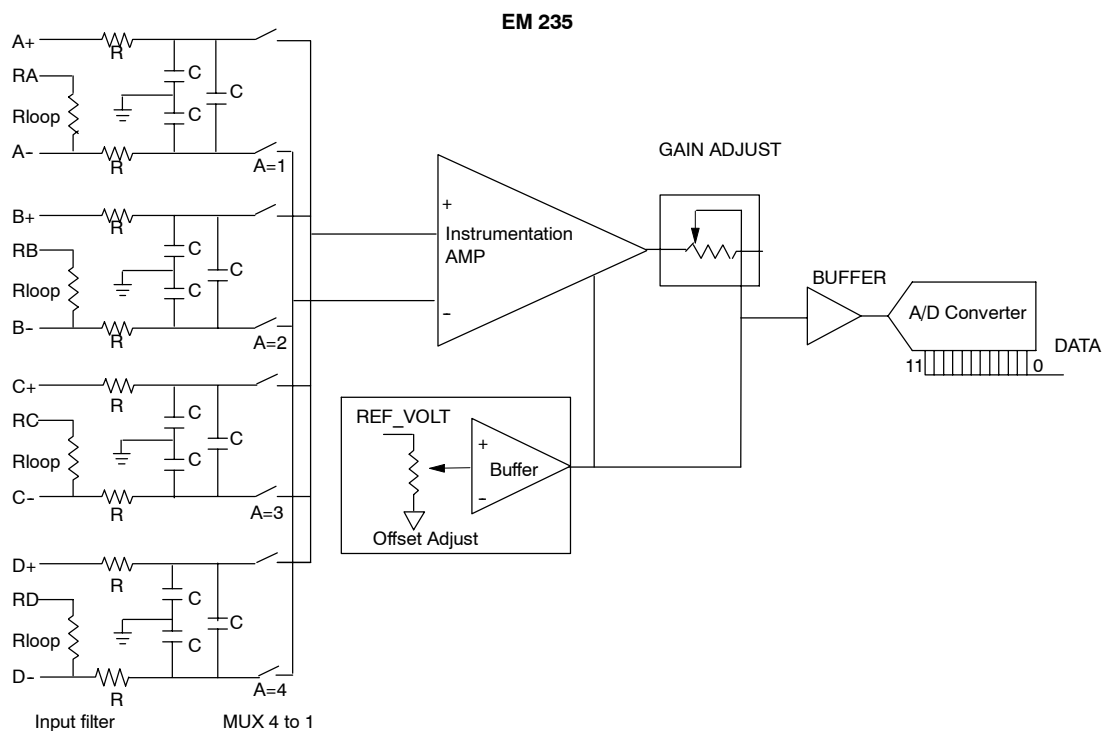 EM 235
A+
R
RA
C
C
Rloop
C
A-
R
A=1
GAIN ADJUST
B+
R
RB
C
C
Rloop
C
B-
R
A=2
+
Instrumentation
AMP
-
BUFFER
A/D Converter
DATA
11
0
C+
R
RC
C
C
Rloop
C
C-
R
A=3
REF_VOLT
+
Buffer
-
Offset Adjust
D+
R
RD
C
C
Rloop
C
D-
R
A=4
Input filter
MUX 4 to 1